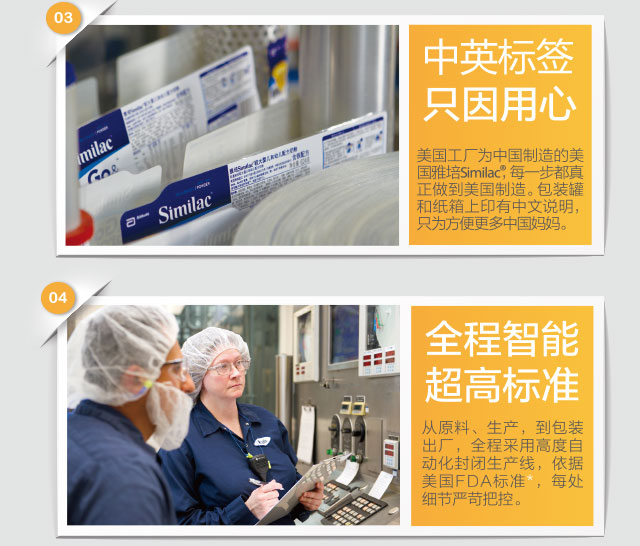 03
中英标签
只因用心
美国工厂为中国制造的美
国雅培Similac®,每一步都真
正做到美国制造。包装罐
和纸箱上印有中文说明,
只为方便更多中国妈妈。
Similac
Go&
Abbott
Similac
04
全程智能
超高标准
从原料、生产,到包装
出厂,全程采用高度自
动化封闭生产线,依据
美国FDA标准*,每处
细节严苛把控。